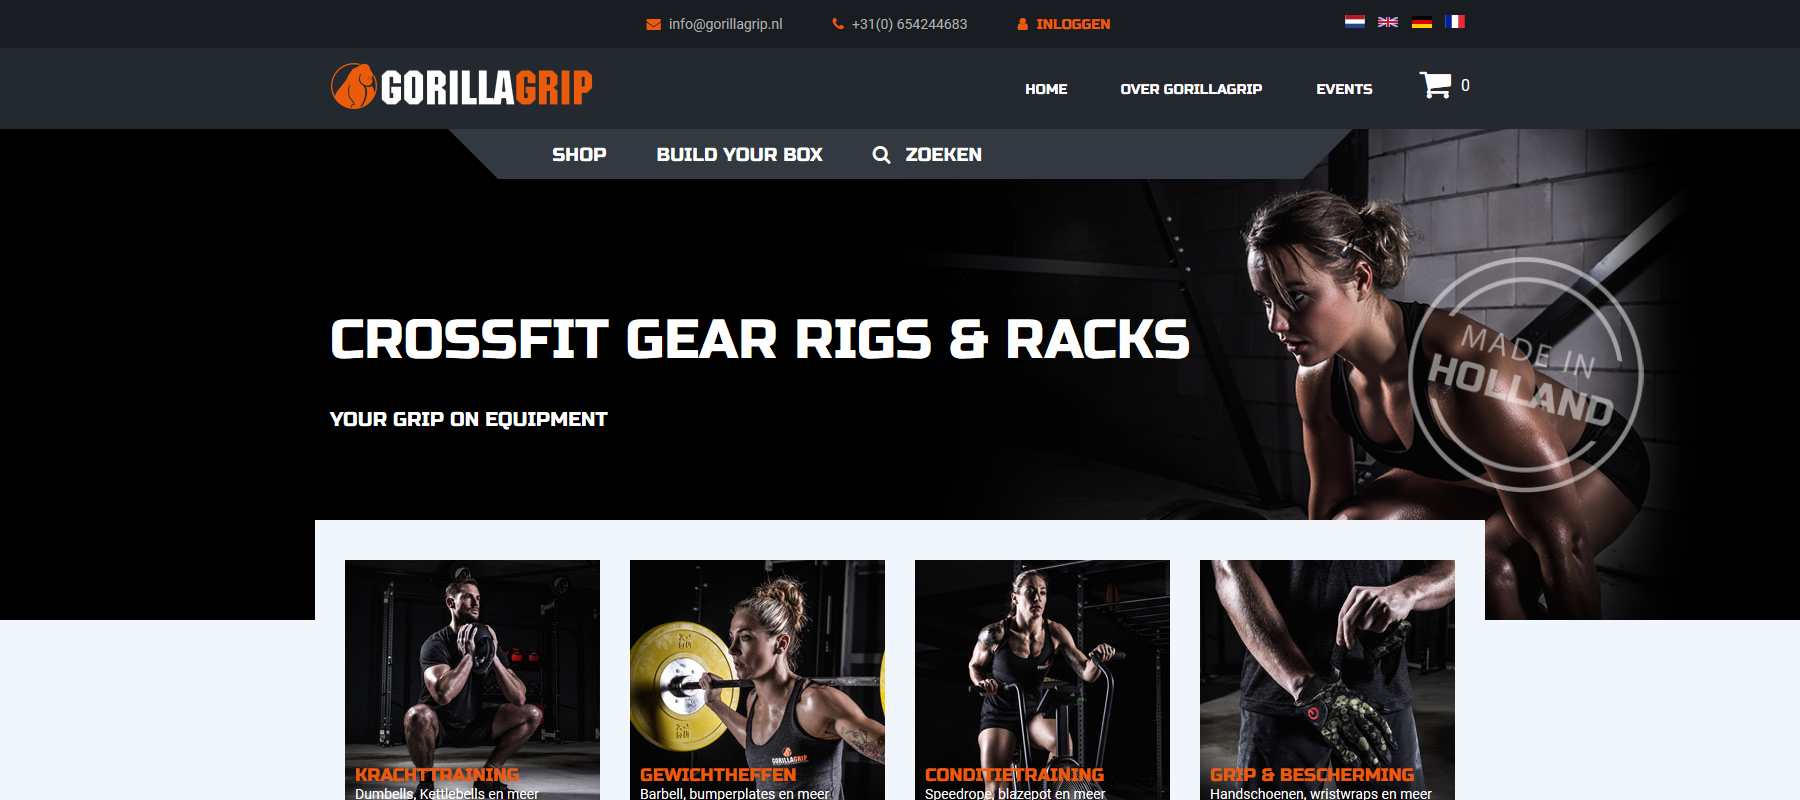 info@gorillagrip.nl
+31(0) 654244683
INLOGGEN
GORILLAGRIP
HOME
OVER GORILLAGRIP
EVENTS
0
SHOP
BUILD YOUR BOX
ZOEKEN
CROSSFIT GEAR RIGS & RACKS
YOUR GRIP ON EQUIPMENT
MADE IN
HOLLAND
GORILLAGRIP
KRACHTTRAINING
Dumbells, Kettlebells en meer
GEWICHTHEFFEN
Barbell, bumperplates en meer
CONDITIETRAINING
Speedrope, blazepot en meer
GRIP & BESCHERMING
Handschoenen, wristwraps en meer